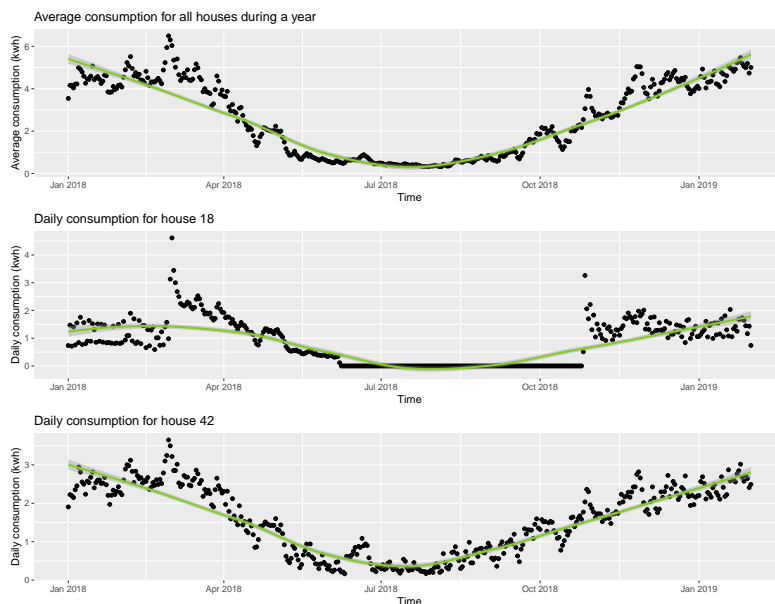 Average consumption for all houses during a year
Average consumption (kwh)
6
4
2
0
Jan 2018 Apr 2018 Jul 2018 Oct 2018 Jan 2019
Time
Daily consumption for house 18
Daily consumption (kwh)
4
3
2
1
0
Jan 2018 Apr 2018 Jul 2018 Oct 2018 Jan 2019
Time
Daily consumption for house 42
Daily consumption (kwh)
3
2
1
0
Jan 2018 Apr 2018 Jul 2018 Oct 2018 Jan 2019
Time